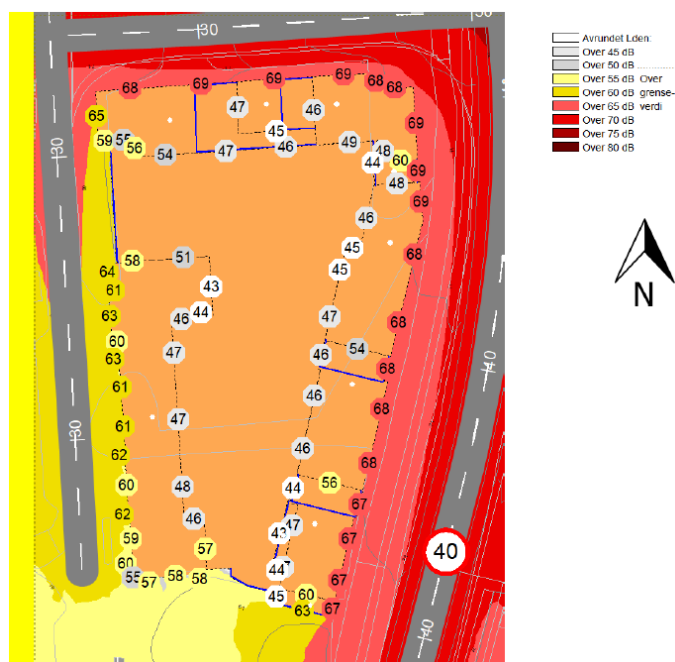 30 50
Avrundet Lden:
Over 45 dB
Over 50 dB
Over 55 dB Over
Over 60 dB grense-
Over 65 dB verdi
Over 70 dB
Over 75 dB
Over 80 dB
68 69 69 69 68 68
47 46
65 69
45
59 55 56 54 47 46 49 48 60
44 69
48
30
46 69
45
58 51 45 68
64
61 43
63 46 44 47 68
60 47 46 54
63 68
61 46 40
47 68
61
62 46
68
60 48 44 56
62 46 67
59 57 43 47 67
30
60 55 57 58 58 44 67
45 60
63 67
40
40
N